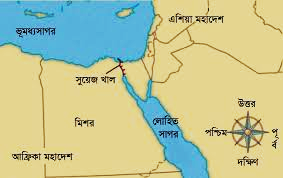 এশিয়া মহাদেশ
ভূমধ্যসাগর
সুয়েজ খাল
মিশর
লোহিত
সাগর
আফ্রিকা মহাদেশ
উত্তর
পশ্চিম
পূর্ব
দক্ষিণ